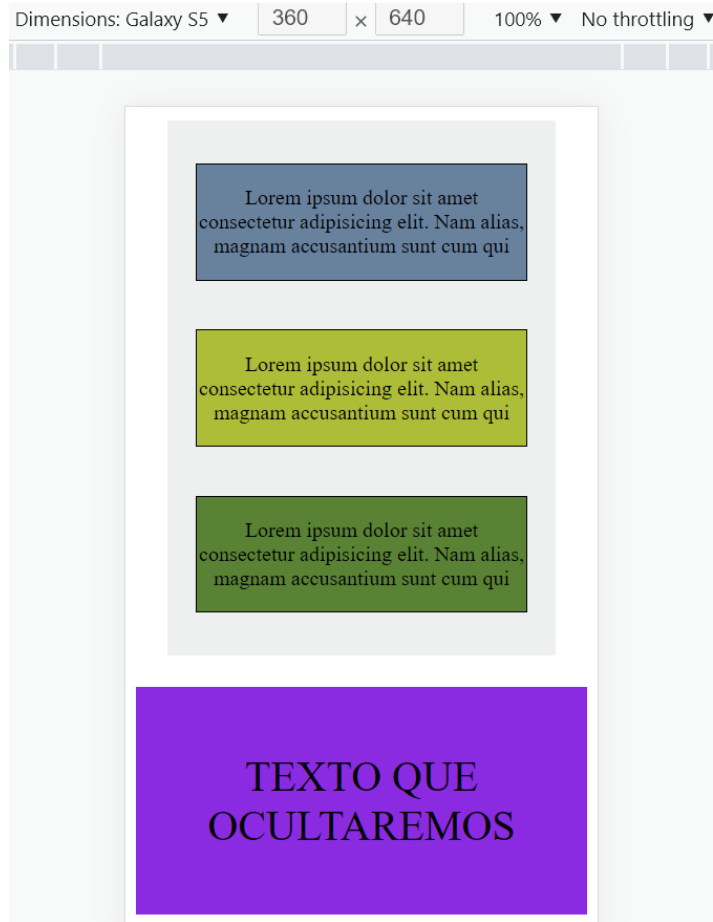 Dimensions: Galaxy S5 ▼ 360 × 640 100% ▼ No throttling ▼
Lorem ipsum dolor sit amet
consectetur adipisicing elit. Nam alias,
magnam accusantium sunt cum qui
Lorem ipsum dolor sit amet
consectetur adipisicing elit. Nam alias,
magnam accusantium sunt cum qui
Lorem ipsum dolor sit amet
consectetur adipisicing elit. Nam alias,
magnam accusantium sunt cum qui
TEXTO QUE
OCULTAREMOS